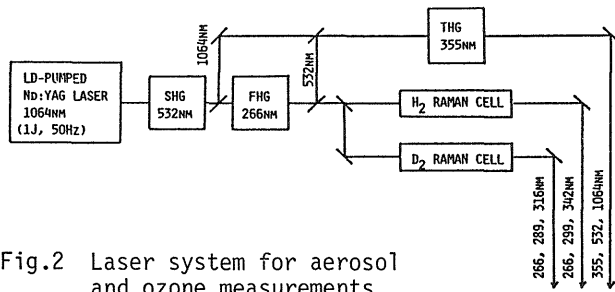 1064NM
532NM
THG
355NM
LD-PUMPED
ND:YAG LASER
1064NM
(1J, 50HZ)
SHG
532NM
FHG
266NM
H2 RAMAN CELL
D2 RAMAN CELL
266, 289, 316NM
266, 299, 342NM
355, 532, 1064NM
Fig.2 Laser system for aerosol
and ozone measurements